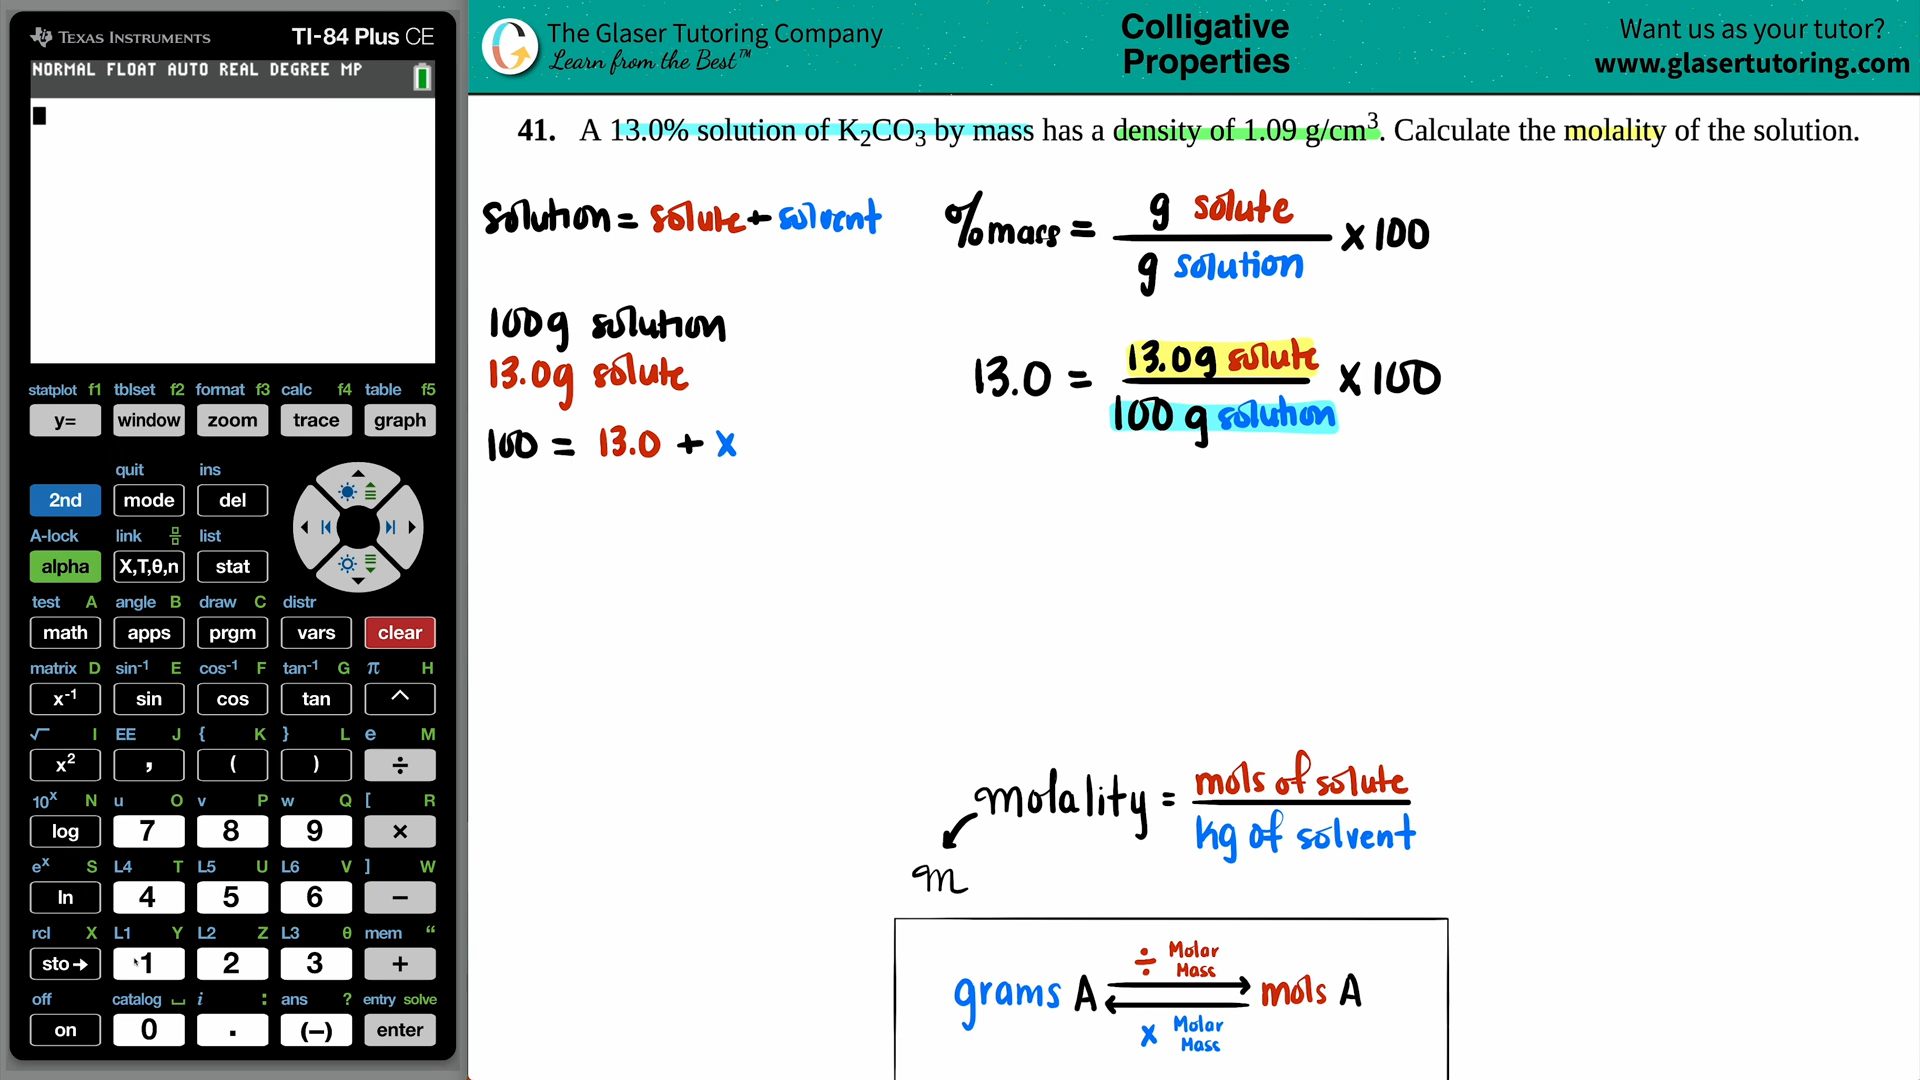 TEXAS INSTRUMENTS TI-84 Plus CE
NORMAL FLOAT AUTO REAL DEGREE MP
statplot f1 tblset f2 format f3 calc f4 table f5
y= window zoom trace graph
quit ins
2nd mode del
A-lock link list
alpha X,T,θ,n stat
test A angle B draw C distr
math apps prgm vars clear
matrix D sin⁻¹ E cos⁻¹ F tan⁻¹ G π H
x⁻¹ sin cos tan ^
√ I EE J { K } L e M
x² , ( ) ÷
10ˣ N u O v P w Q [ R
log 7 8 9 ×
eˣ S L4 T L5 U L6 V ] W
ln 4 5 6 −
rcl X L1 Y L2 Z L3 θ mem “
sto→ 1 2 3 +
off catalog ⎵ i : ans ? entry solve
on 0 . (−) enter
The Glaser Tutoring Company
Learn from the Best™
Colligative
Properties
Want us as your tutor?
www.glasertutoring.com
41. A 13.0% solution of K₂CO₃ by mass has a density of 1.09 g/cm³. Calculate the molality of the solution.
solution = solute + solvent
100g solution
13.0g solute
100 = 13.0 + x
% mass = g solute / g solution x 100
13.0 = 13.0g solute / 100 g solution x 100
molality = mols of solute / kg of solvent
m
÷ Molar
Mass
grams A ⇄ mols A
x Molar
Mass